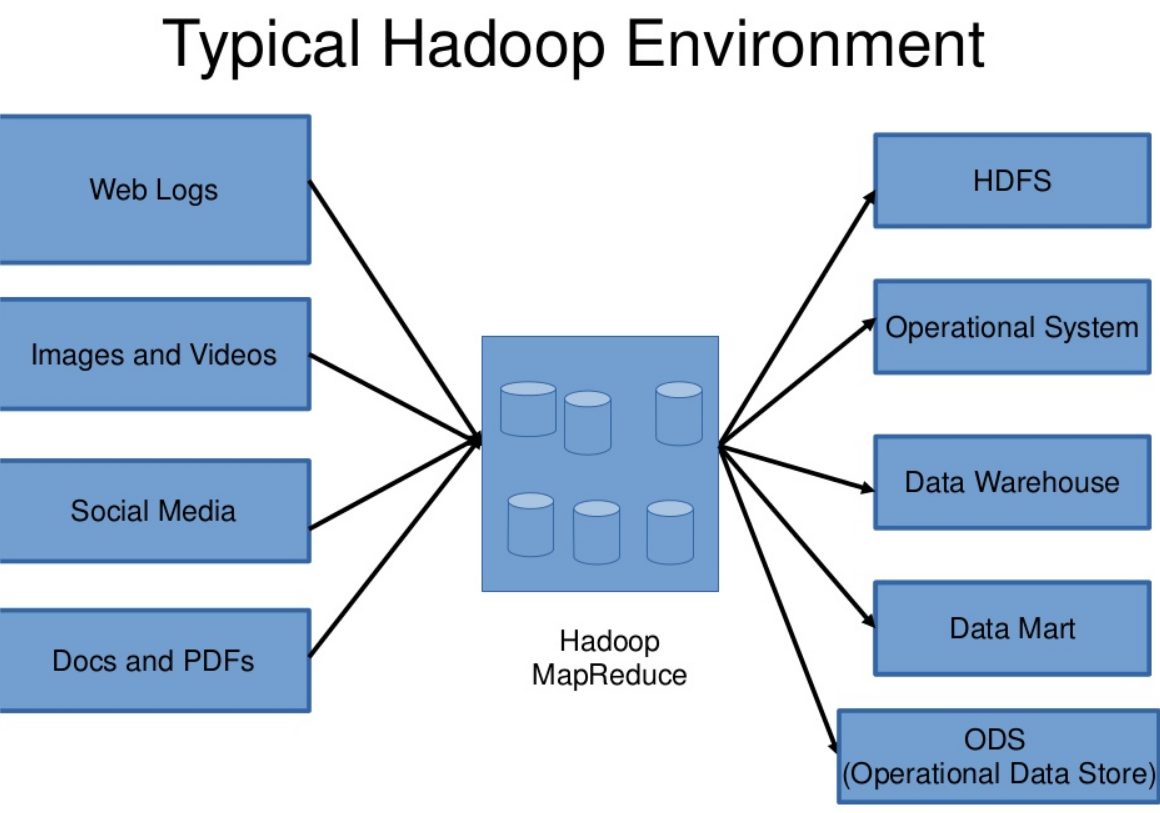 Typical Hadoop Environment
Web Logs
Images and Videos
Social Media
Docs and PDFs
Hadoop
MapReduce
HDFS
Operational System
Data Warehouse
Data Mart
ODS
(Operational Data Store)